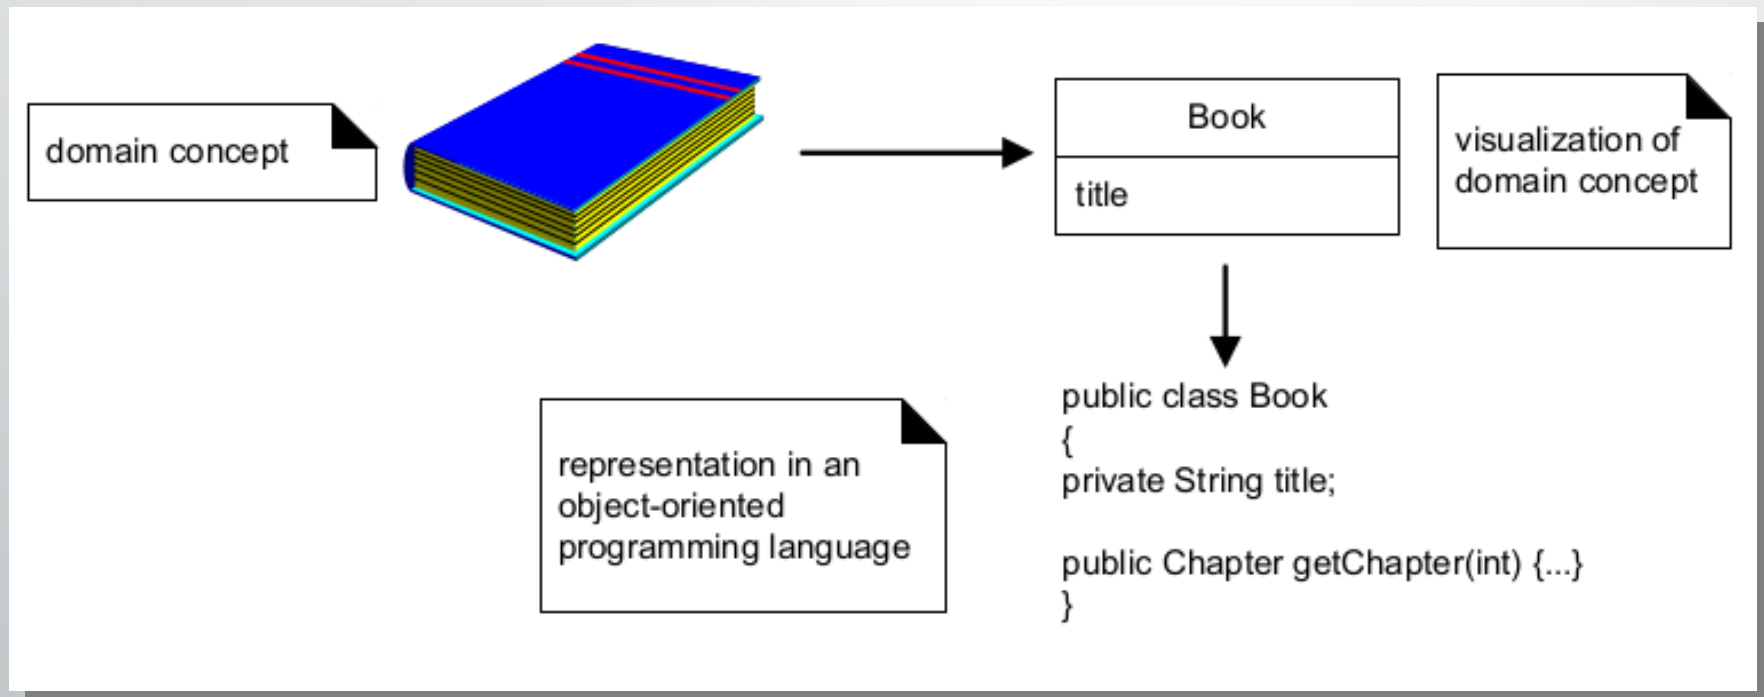 domain concept
Book
title
visualization of
domain concept
representation in an
object-oriented
programming language
public class Book
{
private String title;
public Chapter getChapter(int) {...}
}